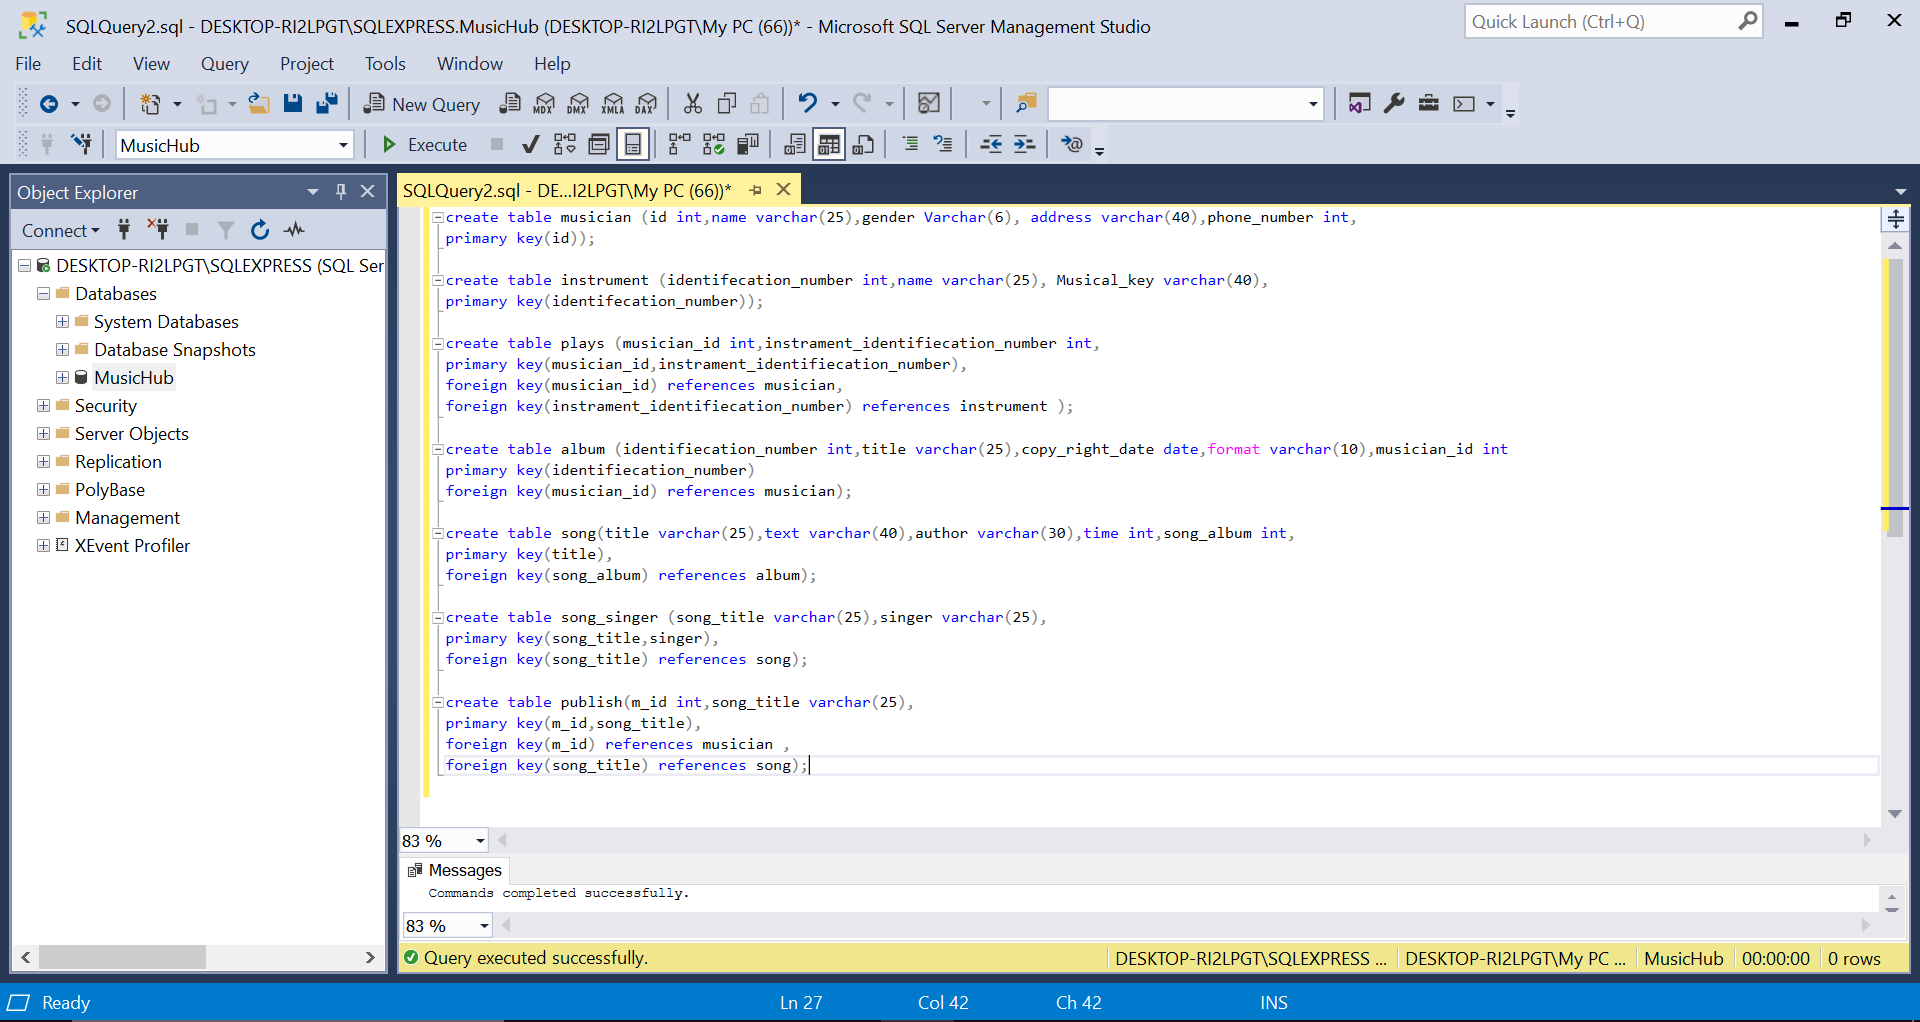 SQLQuery2.sql - DESKTOP-RI2LPGT\SQLEXPRESS.MusicHub (DESKTOP-RI2LPGT\My PC (66))* - Microsoft SQL Server Management Studio
Quick Launch (Ctrl+Q)
File Edit View Query Project Tools Window Help
New Query MDX DMX XMLA DAX
MusicHub Execute
Object Explorer
SQLQuery2.sql - DE...I2LPGT\My PC (66))*
Connect
DESKTOP-RI2LPGT\SQLEXPRESS (SQL Ser
Databases
System Databases
Database Snapshots
MusicHub
Security
Server Objects
Replication
PolyBase
Management
XEvent Profiler
create table musician (id int,name varchar(25),gender Varchar(6), address varchar(40),phone_number int,
primary key(id));
create table instrument (identifecation_number int,name varchar(25), Musical_key varchar(40),
primary key(identifecation_number));
create table plays (musician_id int,instrament_identifiecation_number int,
primary key(musician_id,instrament_identifiecation_number),
foreign key(musician_id) references musician,
foreign key(instrament_identifiecation_number) references instrument );
create table album (identifiecation_number int,title varchar(25),copy_right_date date,format varchar(10),musician_id int
primary key(identifiecation_number)
foreign key(musician_id) references musician);
create table song(title varchar(25),text varchar(40),author varchar(30),time int,song_album int,
primary key(title),
foreign key(song_album) references album);
create table song_singer (song_title varchar(25),singer varchar(25),
primary key(song_title,singer),
foreign key(song_title) references song);
create table publish(m_id int,song_title varchar(25),
primary key(m_id,song_title),
foreign key(m_id) references musician ,
foreign key(song_title) references song);
83 %
Messages
Commands completed successfully.
83 %
Query executed successfully. DESKTOP-RI2LPGT\SQLEXPRESS ... DESKTOP-RI2LPGT\My PC ... MusicHub 00:00:00 0 rows
Ready Ln 27 Col 42 Ch 42 INS